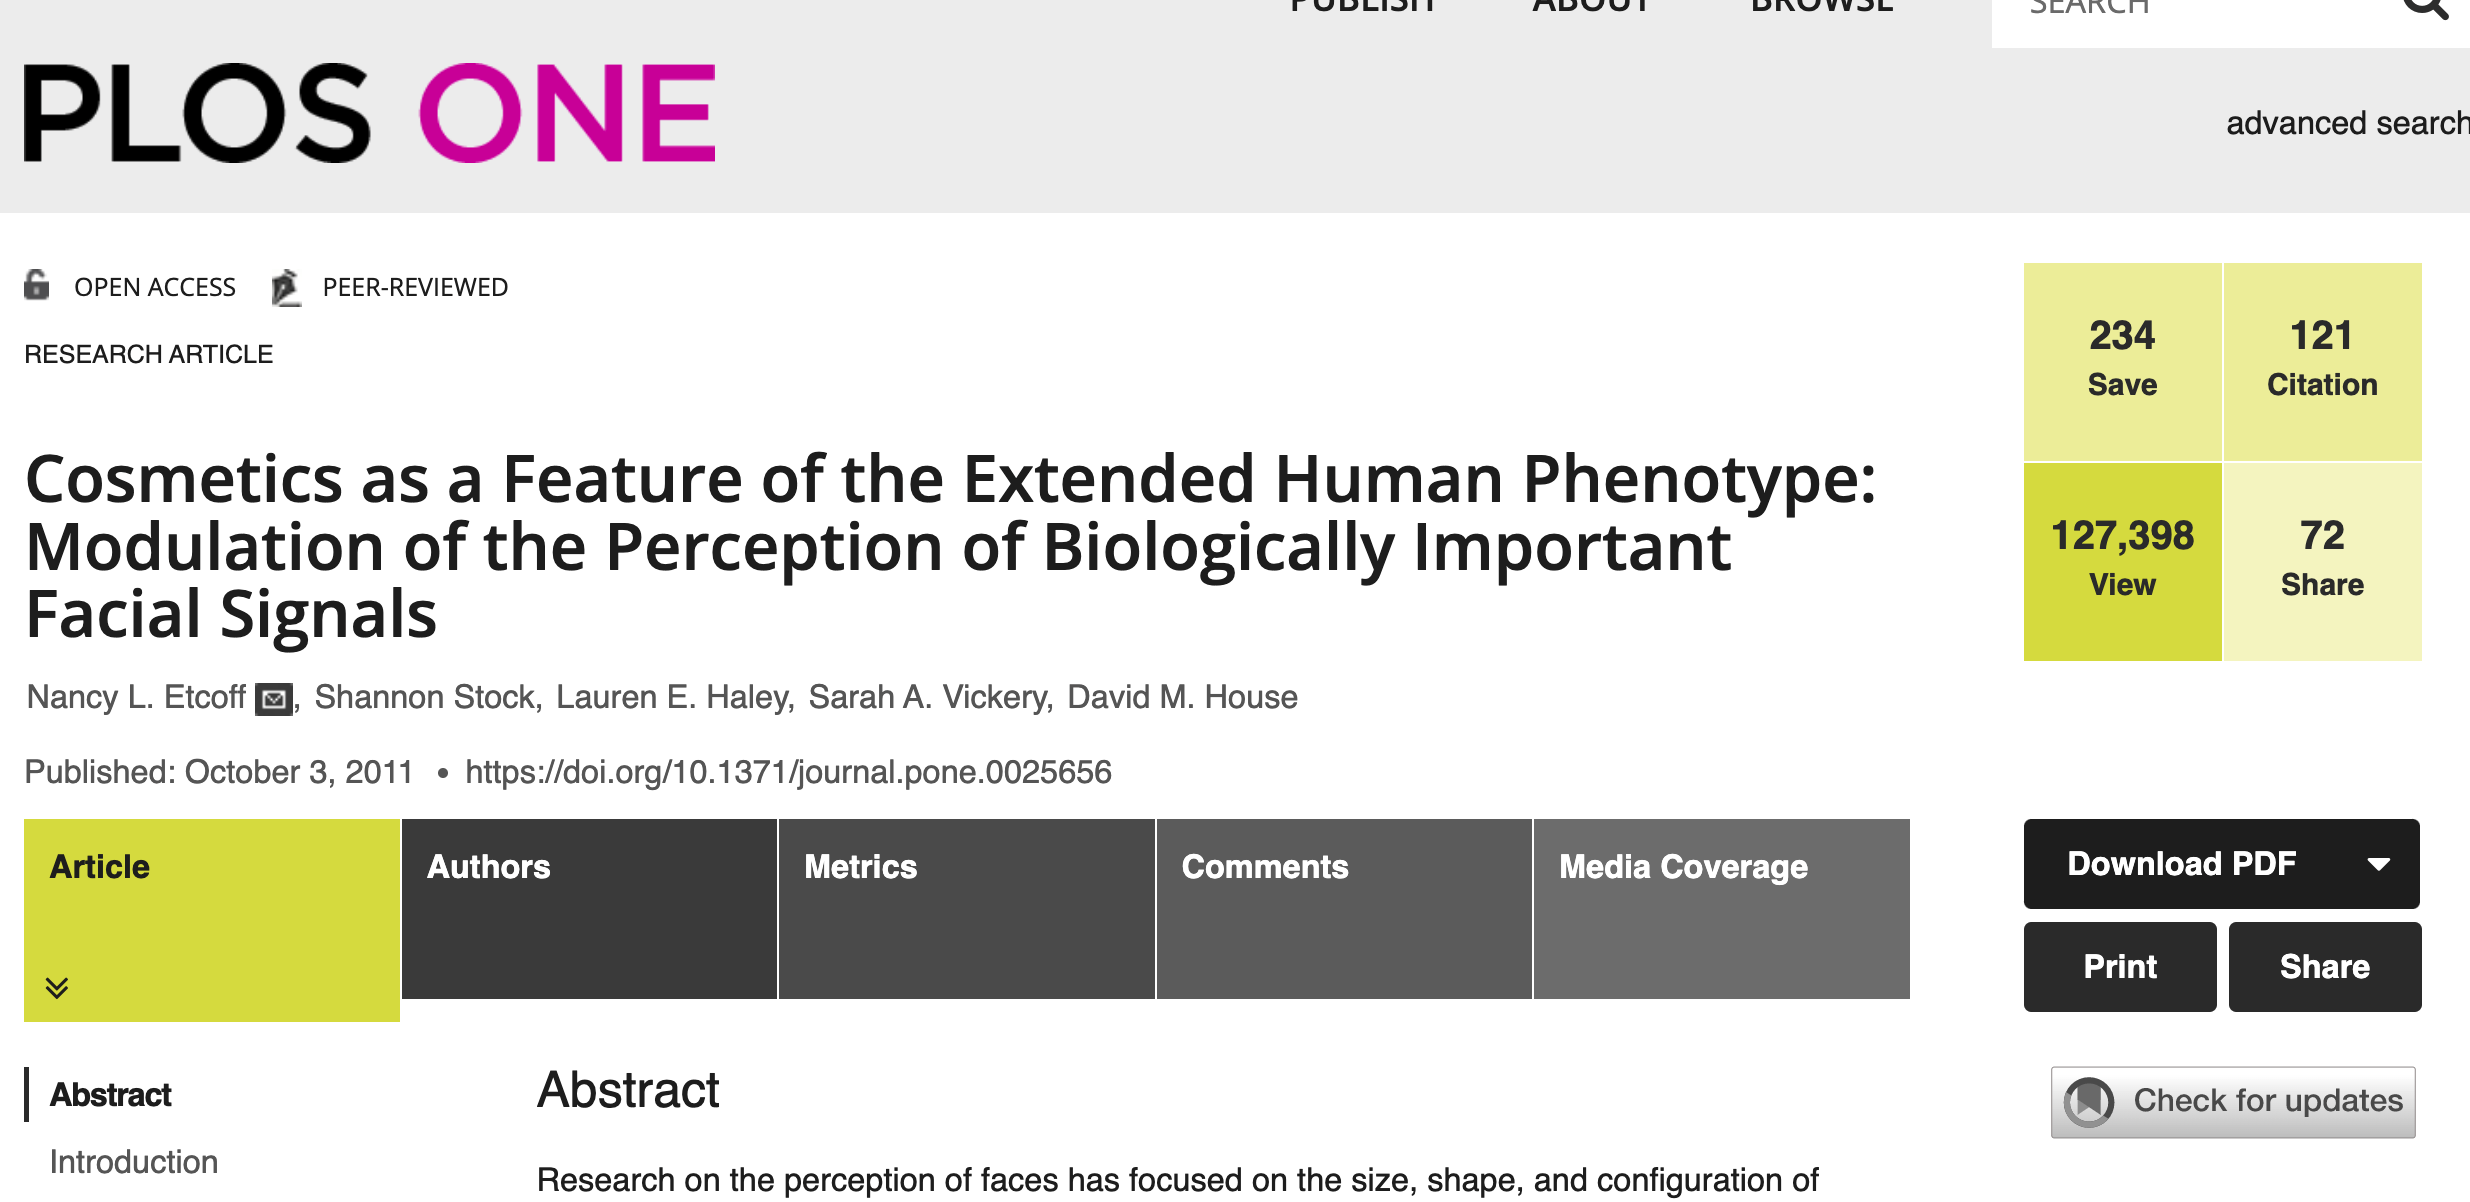 PUBLISH ABOUT BROWSE SEARCH
PLOS ONE
advanced search
OPEN ACCESS PEER-REVIEWED
RESEARCH ARTICLE
234 Save
121 Citation
127,398 View
72 Share
Cosmetics as a Feature of the Extended Human Phenotype:
Modulation of the Perception of Biologically Important
Facial Signals
Nancy L. Etcoff, Shannon Stock, Lauren E. Haley, Sarah A. Vickery, David M. House
Published: October 3, 2011 • https://doi.org/10.1371/journal.pone.0025656
Article Authors Metrics Comments Media Coverage
Download PDF
Print Share
Check for updates
Abstract
Introduction
Abstract
Research on the perception of faces has focused on the size, shape, and configuration of